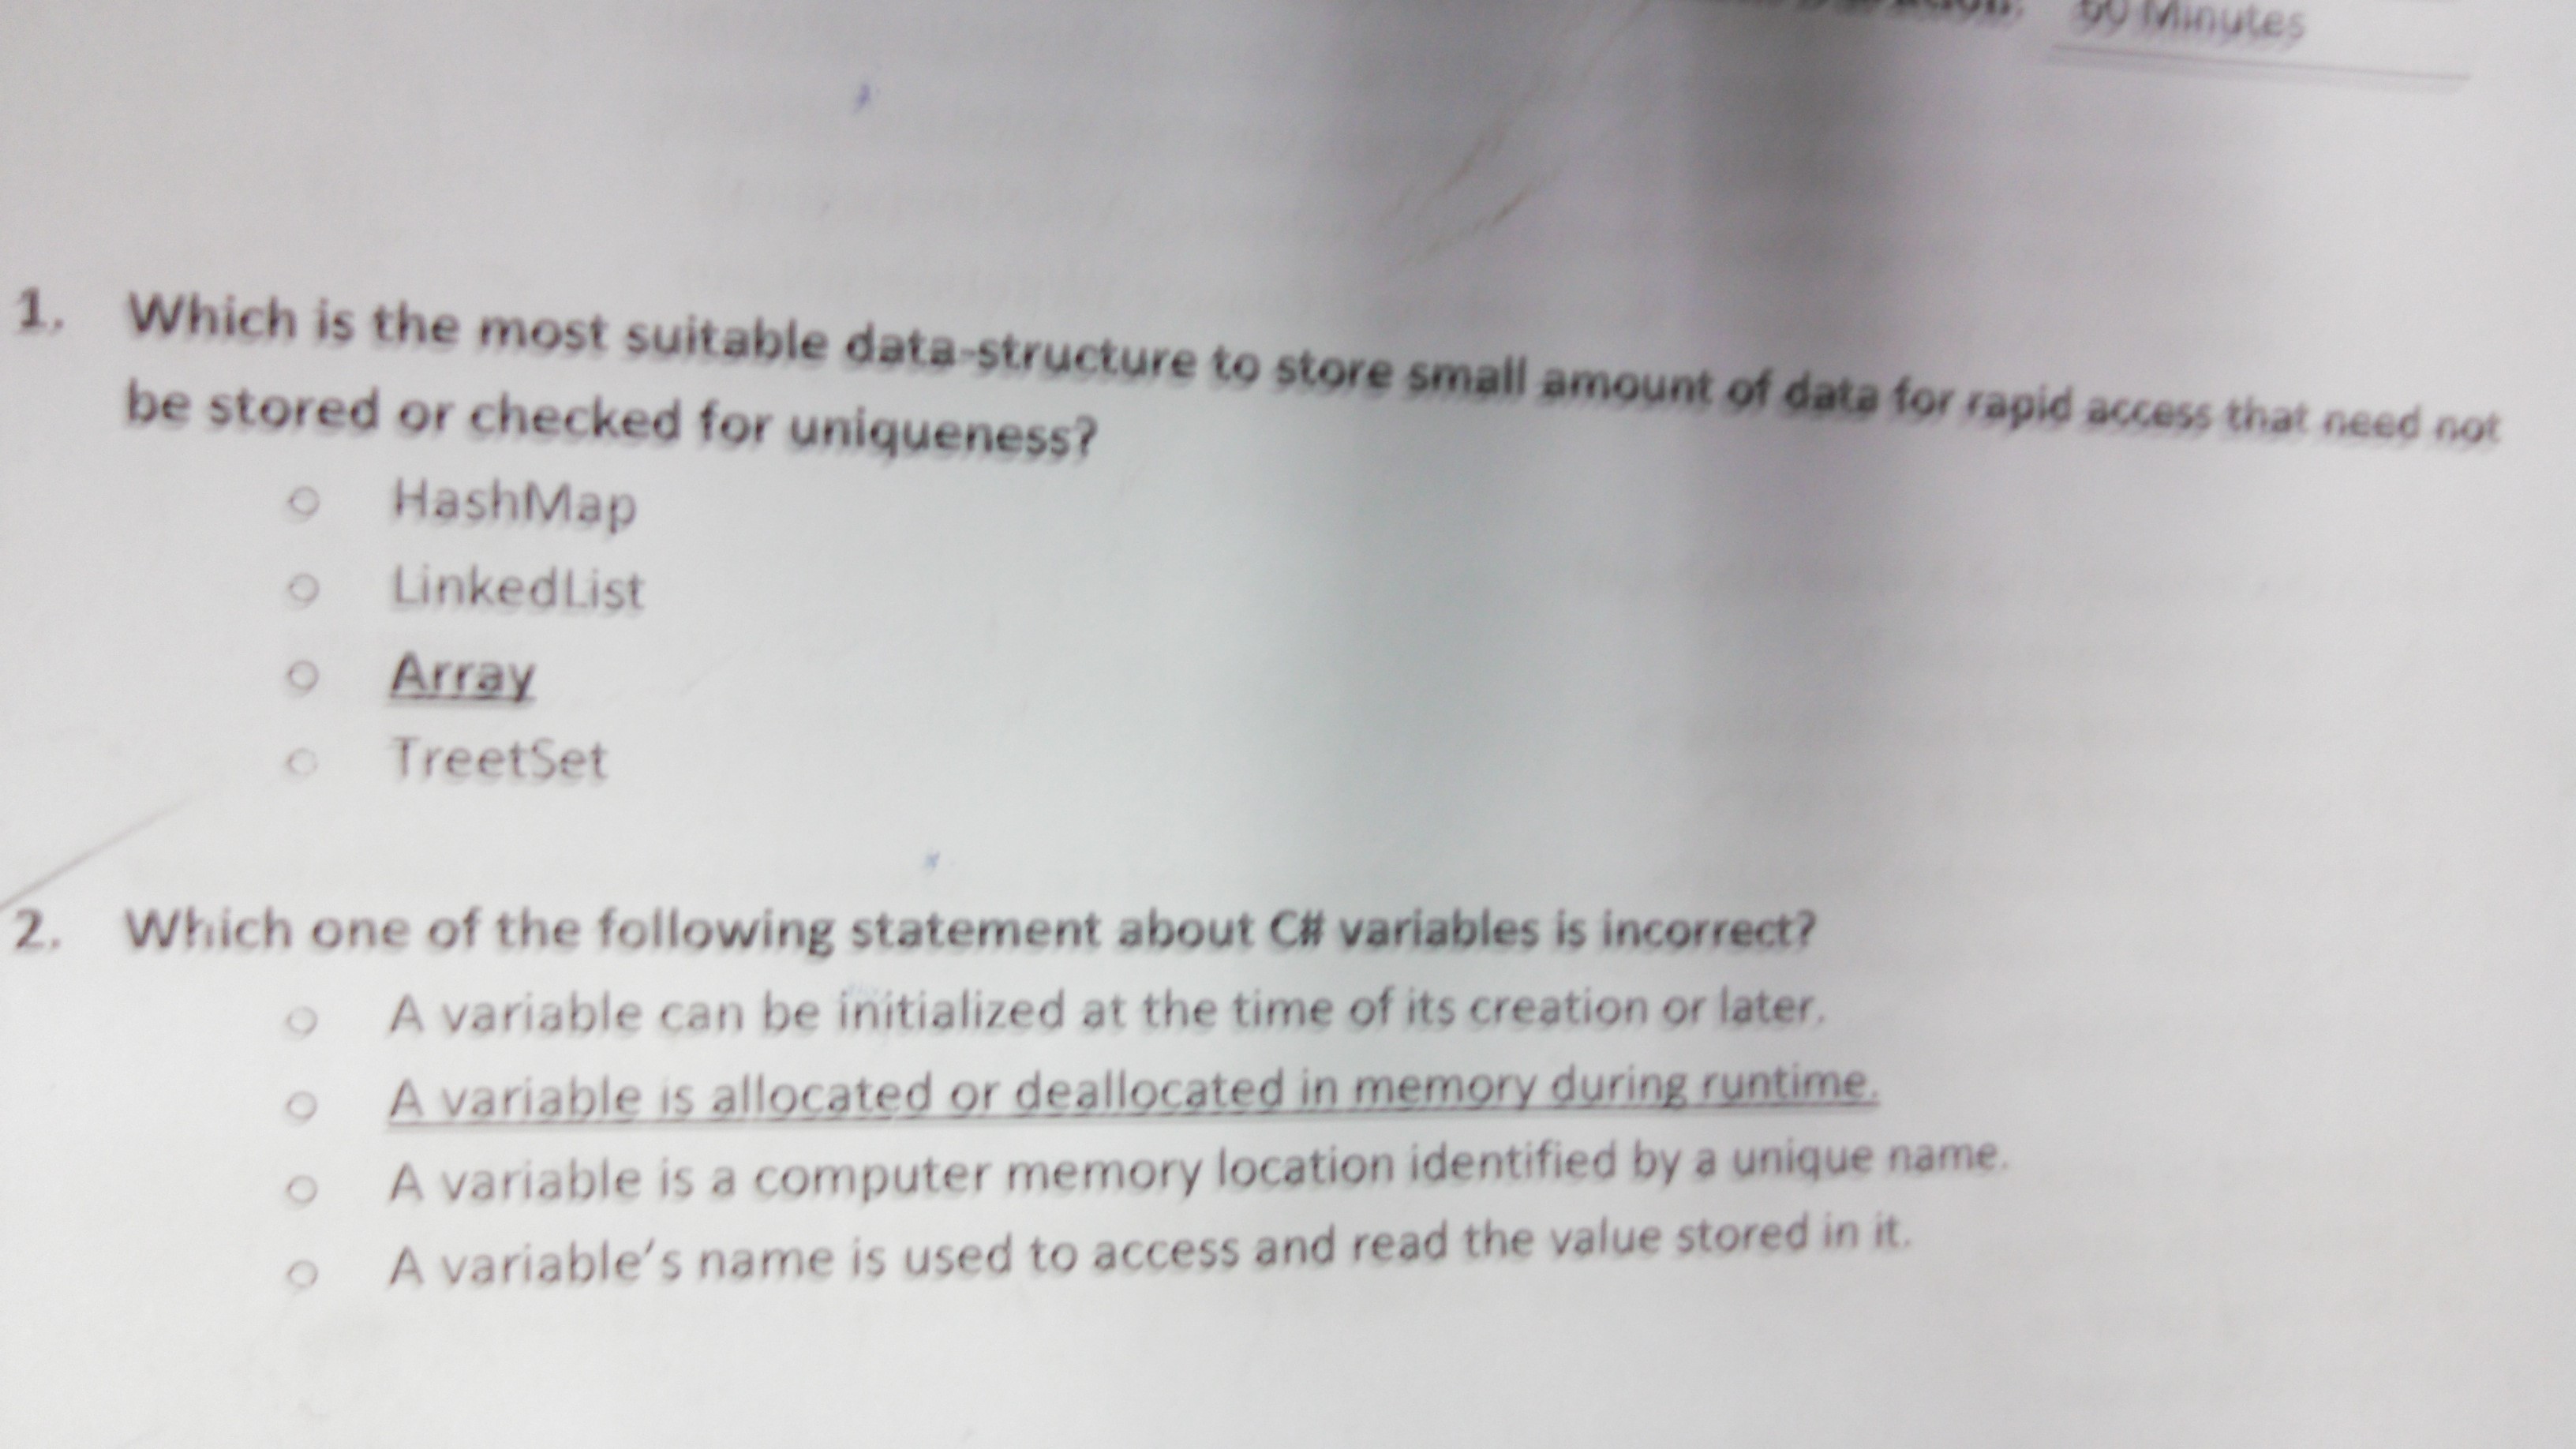 Minutes
1. Which is the most suitable data-structure to store small amount of data for rapid access that need not
be stored or checked for uniqueness?
○ HashMap
○ LinkedList
○ Array
○ TreetSet
2. Which one of the following statement about C# variables is incorrect?
○ A variable can be initialized at the time of its creation or later.
○ A variable is allocated or deallocated in memory during runtime.
○ A variable is a computer memory location identified by a unique name.
○ A variable’s name is used to access and read the value stored in it.